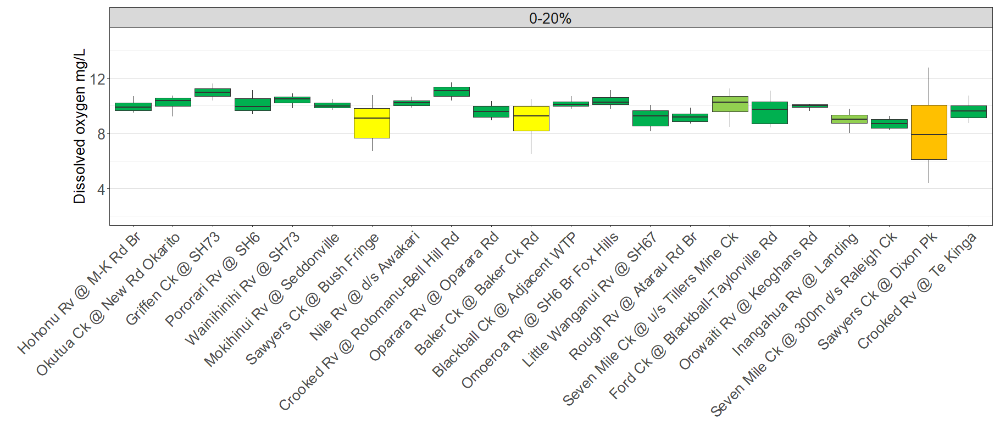 0-20%
Dissolved oxygen mg/L
12
8
4
Hohonu Rv @ M-K Rd Br
Okutua Ck @ New Rd Okarito
Griffen Ck @ SH73
Pororari Rv @ SH6
Wainihinihi Rv @ SH73
Mokihinui Rv @ Seddonville
Sawyers Ck @ Bush Fringe
Nile Rv @ d/s Awakari
Crooked Rv @ Rotomanu-Bell Hill Rd
Oparara Rv @ Oparara Rd
Baker Ck @ Baker Ck Rd
Blackball Ck @ Adjacent WTP
Omoeroa Rv @ SH6 Br Fox Hills
Little Wanganui Rv @ SH67
Rough Rv @ Atarau Rd Br
Seven Mile Ck @ u/s Tillers Mine Ck
Ford Ck @ Blackball-Taylorville Rd
Orowaiti Rv @ Keoghans Rd
Inangahua Rv @ Landing
Seven Mile Ck @ 300m d/s Raleigh Ck
Sawyers Ck @ Dixon Pk
Crooked Rv @ Te Kinga